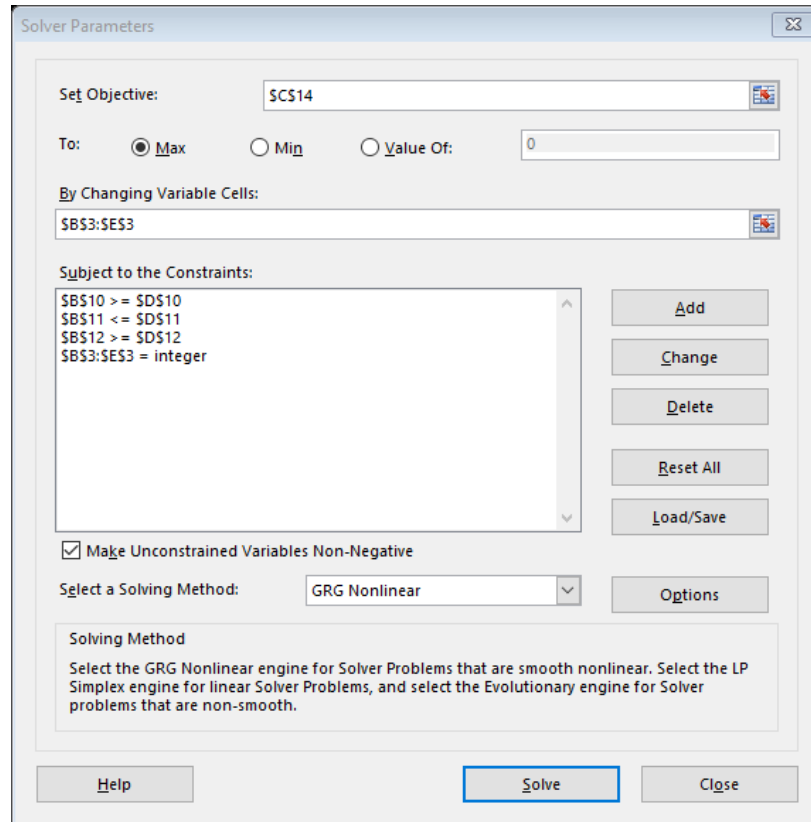 Solver Parameters
Set Objective: $C$14
To: Max Min Value Of: 0
By Changing Variable Cells:
$B$3:$E$3
Subject to the Constraints:
$B$10 >= $D$10
$B$11 <= $D$11
$B$12 >= $D$12
$B$3:$E$3 = integer
Add
Change
Delete
Reset All
Load/Save
Make Unconstrained Variables Non-Negative
Select a Solving Method: GRG Nonlinear Options
Solving Method
Select the GRG Nonlinear engine for Solver Problems that are smooth nonlinear. Select the LP
Simplex engine for linear Solver Problems, and select the Evolutionary engine for Solver
problems that are non-smooth.
Help Solve Close